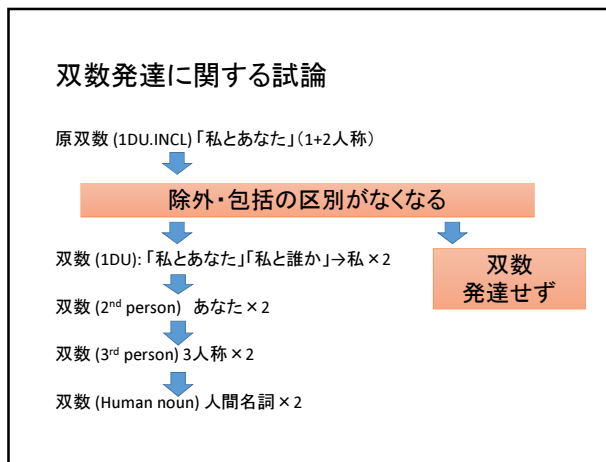 双数発達に関する試論
原双数 (1DU.INCL) 「私とあなた」（1+2人称）
除外・包括の区別がなくなる
双数 (1DU): 「私とあなた」「私と誰か」→私×2
双数
発達せず
双数 (2nd person) あなた×2
双数 (3rd person) 3人称×2
双数 (Human noun) 人間名詞×2